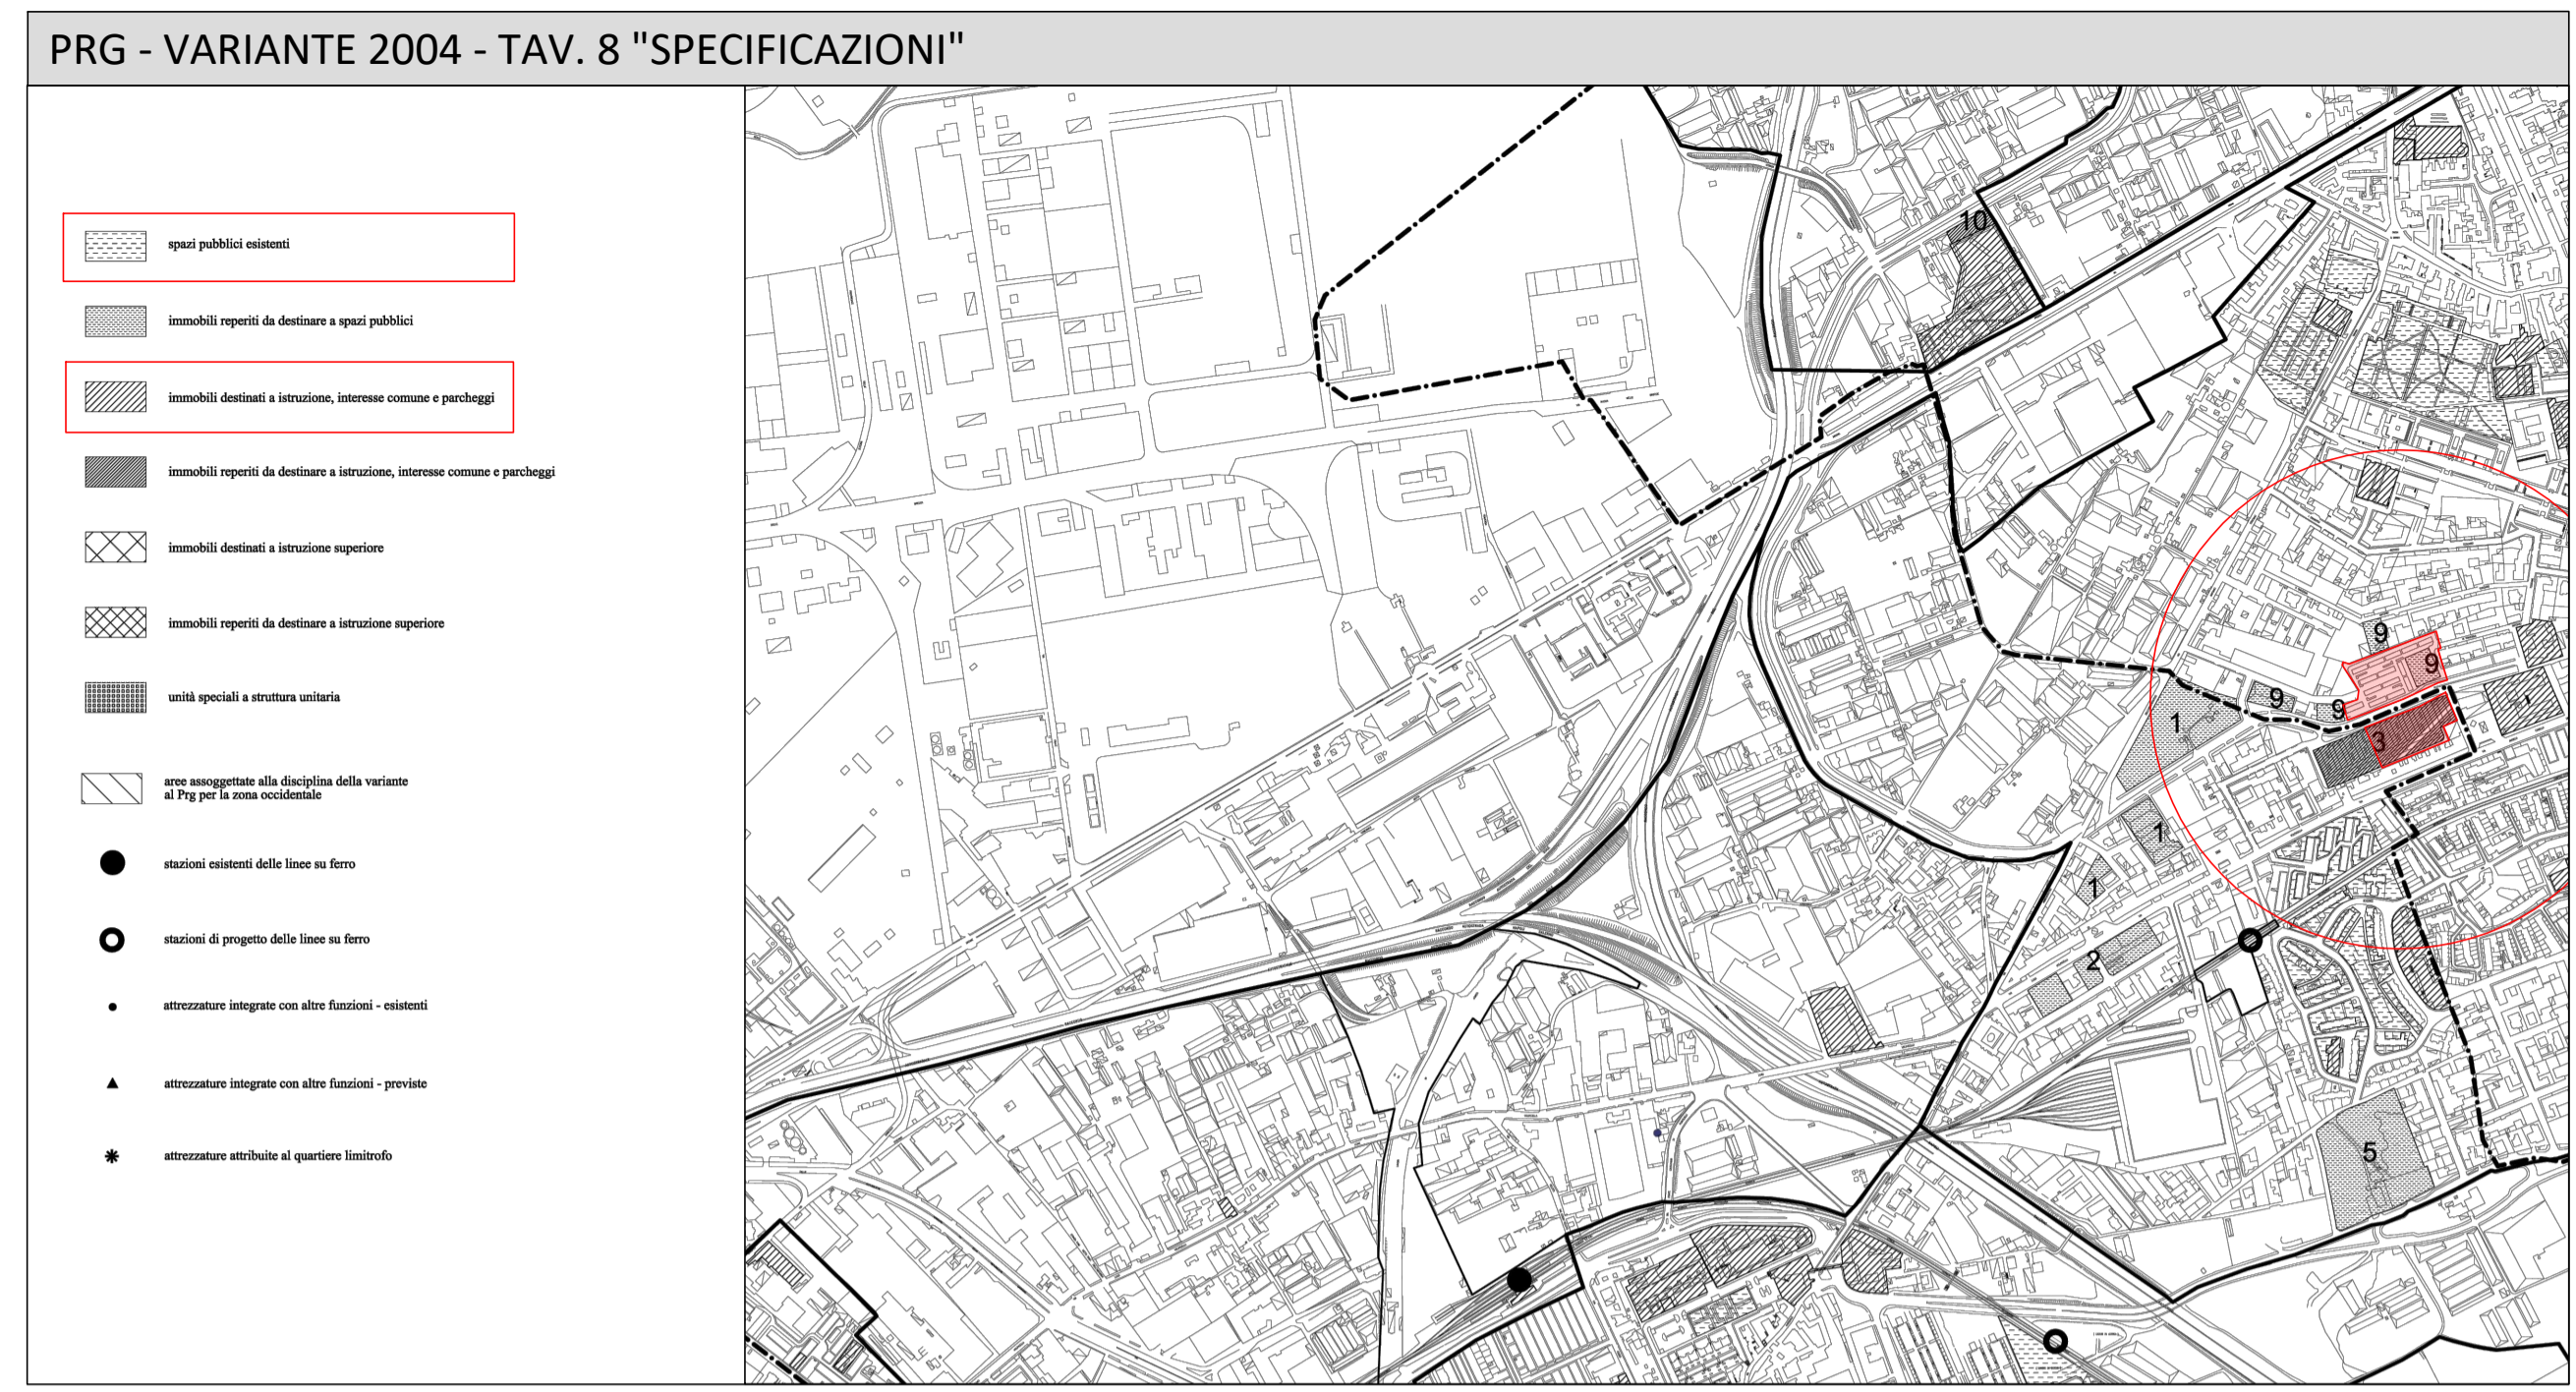 PRG - VARIANTE 2004 - TAV. 8 "SPECIFICAZIONI"
spazi pubblici esistenti
immobili reperiti da destinare a spazi pubblici
immobili destinati a istruzione, interesse comune e parcheggi
immobili reperiti da destinare a istruzione, interesse comune e parcheggi
immobili destinati a istruzione superiore
immobili reperiti da destinare a istruzione superiore
unità speciali a struttura unitaria
aree assoggettate alla disciplina della variante
al Prg per la zona occidentale
stazioni esistenti delle linee su ferro
stazioni di progetto delle linee su ferro
attrezzature integrate con altre funzioni - esistenti
attrezzature integrate con altre funzioni - previste
attrezzature attribuite al quartiere limitrofo
10
9
9
9
9
1
3
1
1
2
5